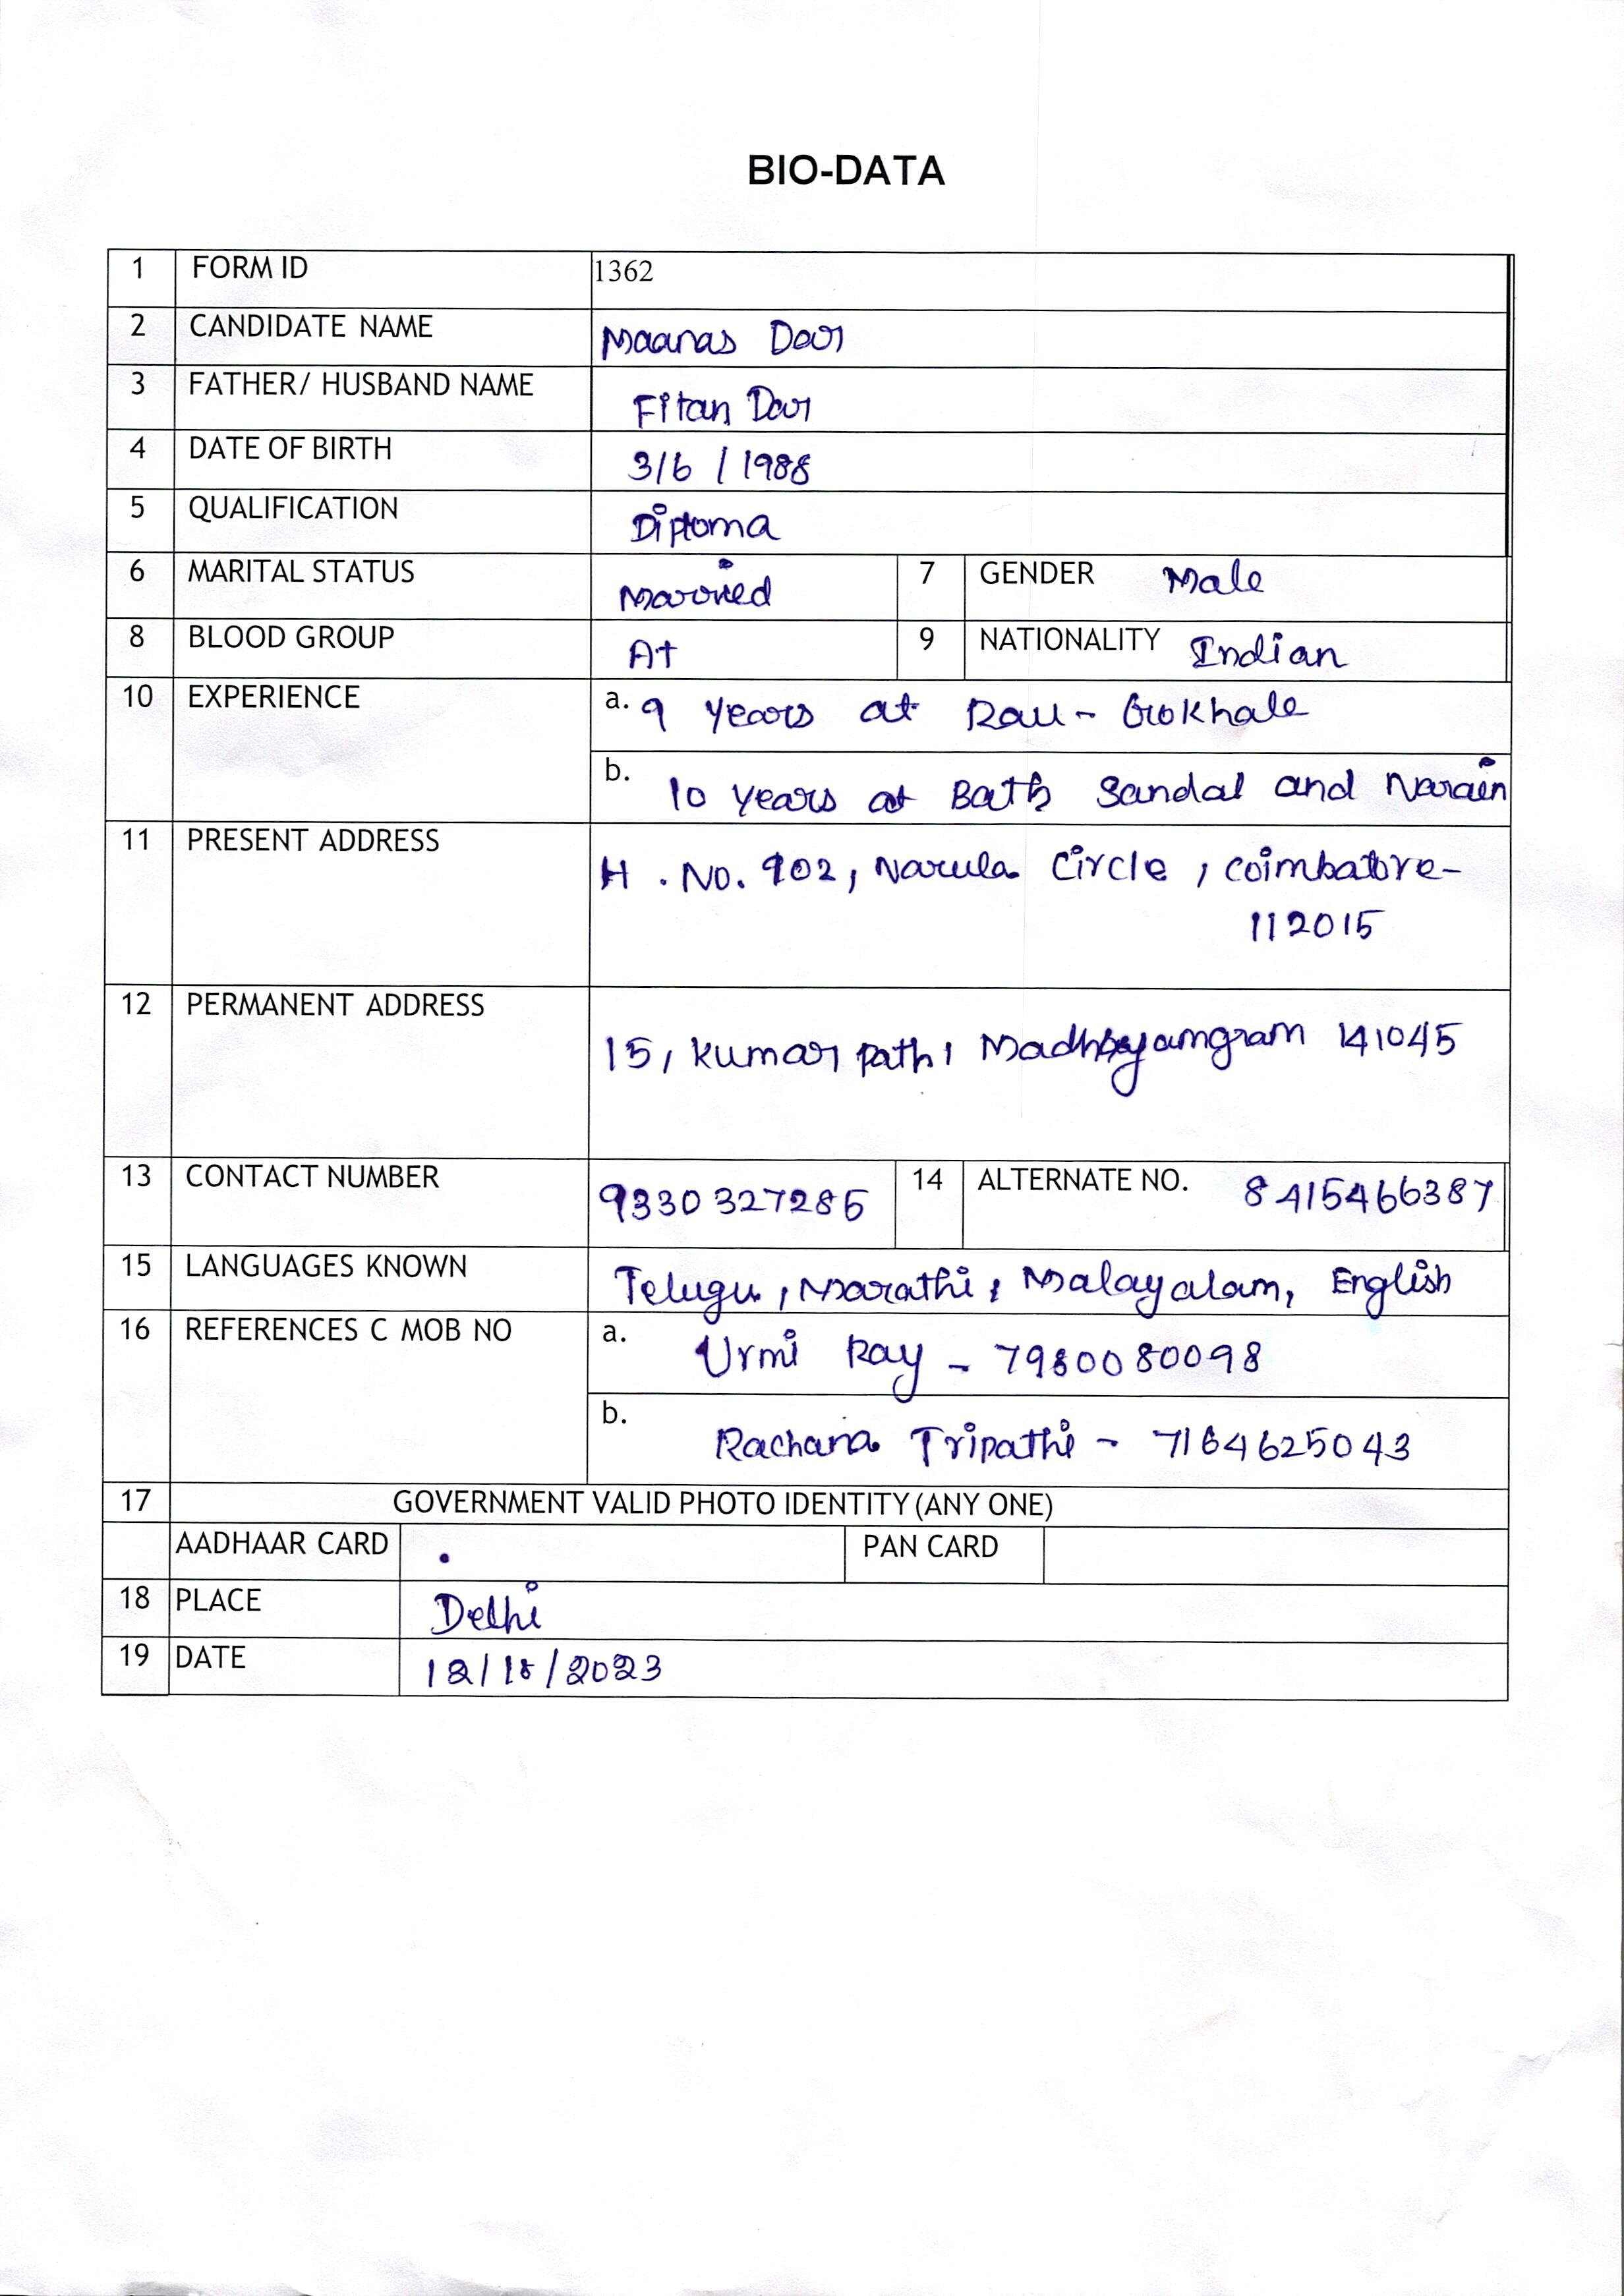 BIO-DATA
1 FORM ID 1362
2 CANDIDATE NAME Maanas Dar
3 FATHER/ HUSBAND NAME Fitan Dar
4 DATE OF BIRTH 3/6/1988
5 QUALIFICATION Diploma
6 MARITAL STATUS Married 7 GENDER Male
8 BLOOD GROUP A+ 9 NATIONALITY Indian
10 EXPERIENCE a. 9 years at Rau-Gokhale
b. 10 years at Bath Sandal and Narain
11 PRESENT ADDRESS H. No. 902, Narula Circle, Coimbatore-
112015
12 PERMANENT ADDRESS 15, Kumar Path, Madhyamgram 141045
13 CONTACT NUMBER 9330327285 14 ALTERNATE NO. 8415466387
15 LANGUAGES KNOWN Telugu, Marathi, Malayalam, English
16 REFERENCES C MOB NO a. Urmi Ray - 7980080098
b. Rachana Tripathi - 7164625043
17 GOVERNMENT VALID PHOTO IDENTITY (ANY ONE)
AADHAAR CARD PAN CARD
18 PLACE Delhi
19 DATE